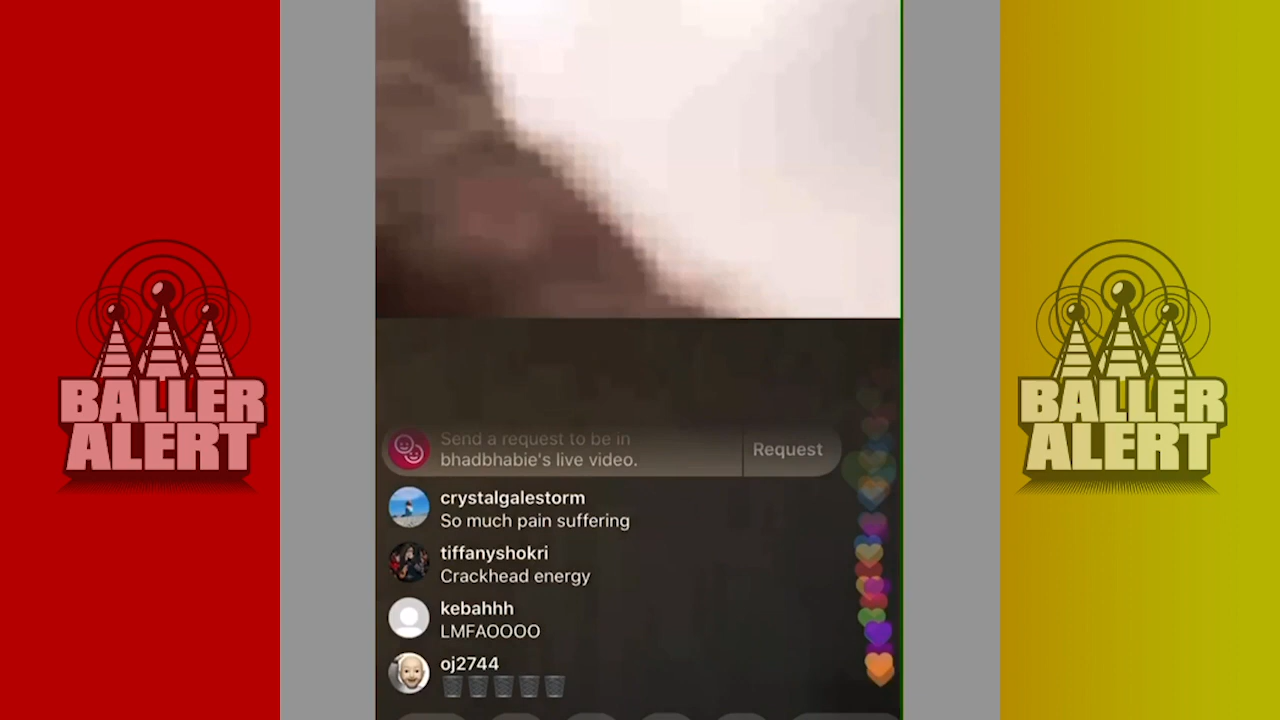 BALLER
ALERT
Send a request to be in
bhadbhabie's live video.
Request
crystalgalestorm
So much pain suffering
tiffanyshokri
Crackhead energy
kebahhh
LMFAOOOO
oj2744
🗑🗑🗑🗑🗑
BALLER
ALERT